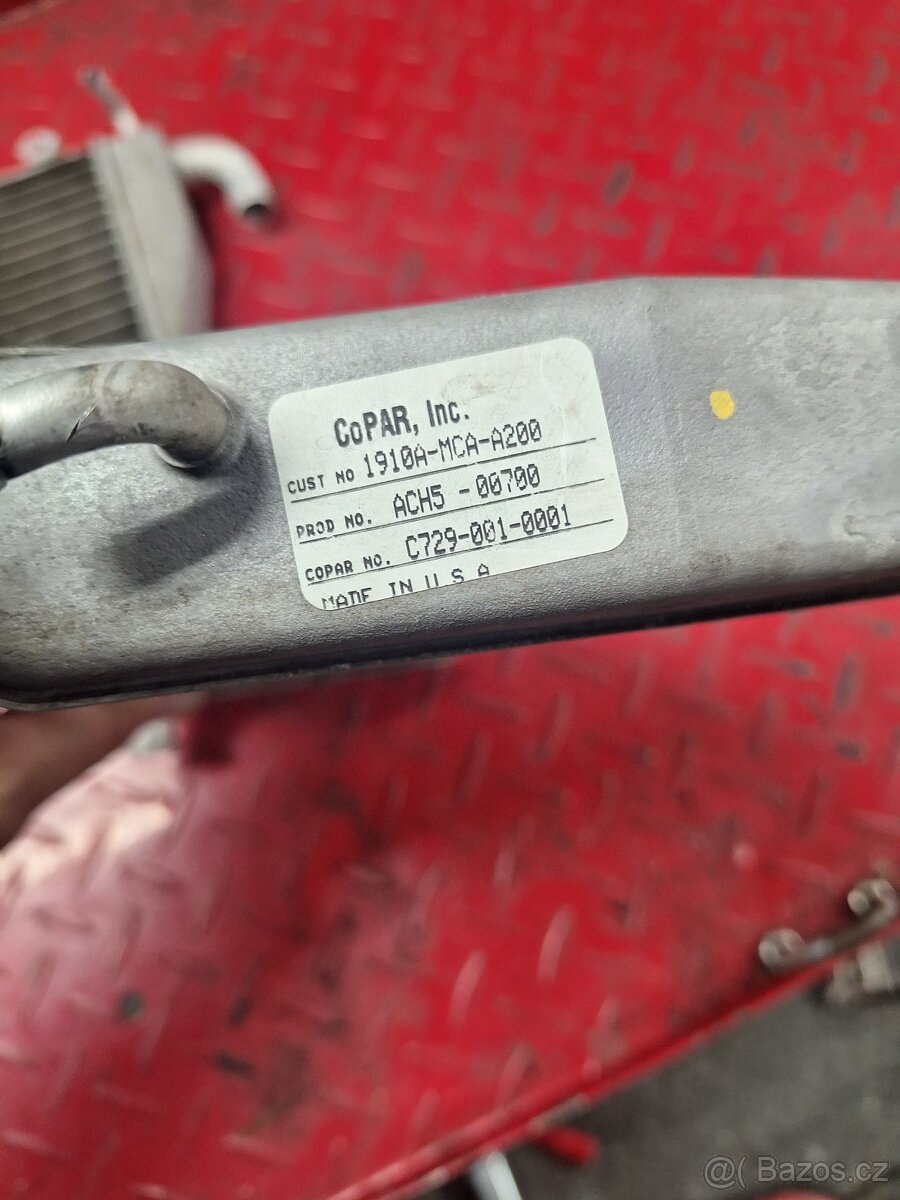 CoPAR, Inc.
CUST NO 1910A-MCA-A200
PROD NO. ACH5 -00700
COPAR NO. C729-001-0001
MADE IN U S A
@( Bazos.cz